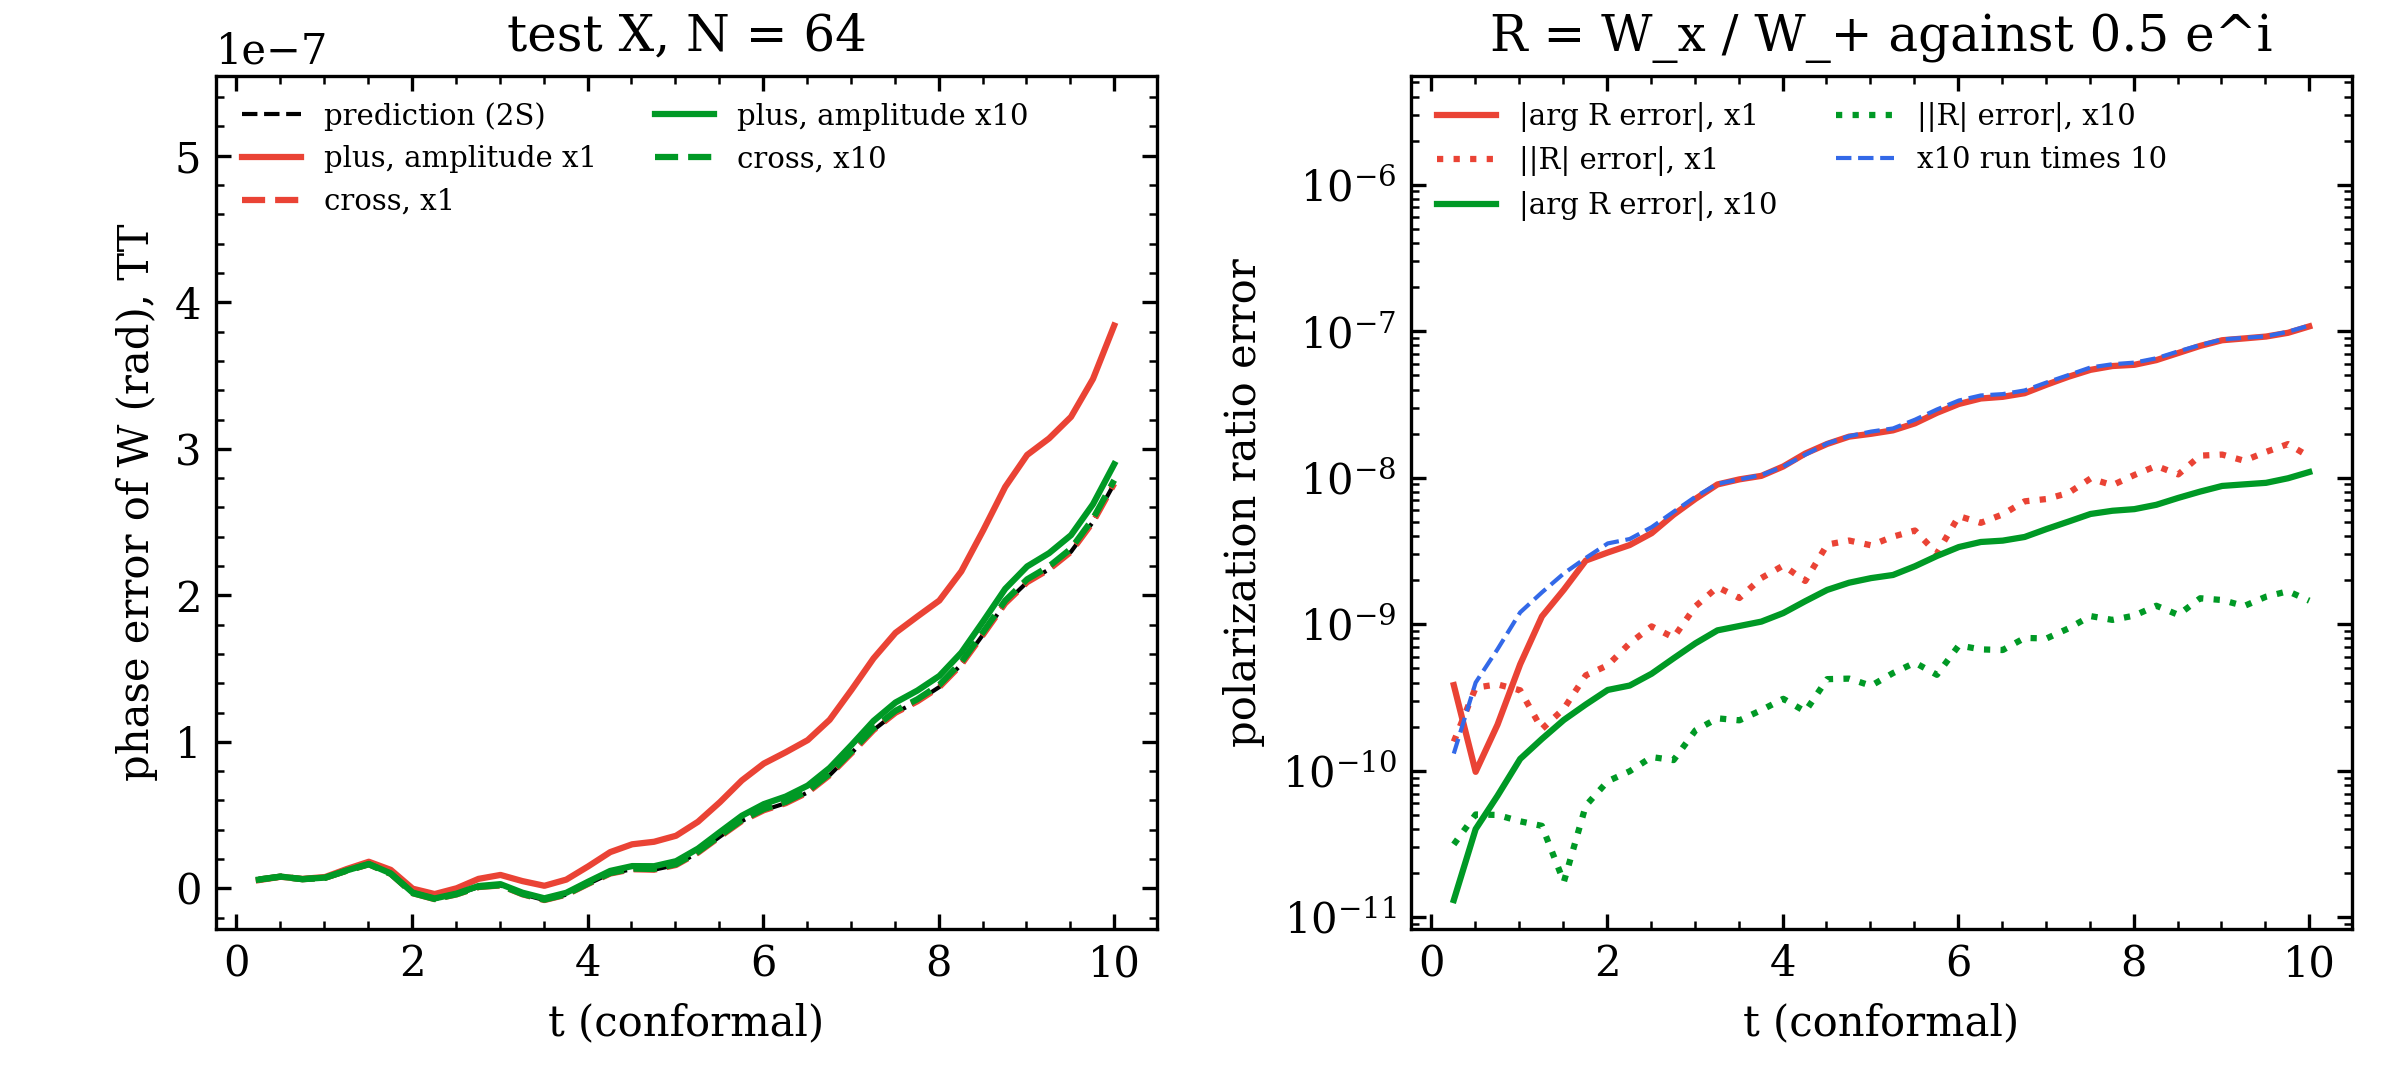 test X, N = 64
1e−7
prediction (2S)
plus, amplitude x1
cross, x1
plus, amplitude x10
cross, x10
phase error of W (rad), TT
5
4
3
2
1
0
0 2 4 6 8 10
t (conformal)
R = W_x / W_+ against 0.5 e^i
|arg R error|, x1
||R| error|, x1
|arg R error|, x10
||R| error|, x10
x10 run times 10
polarization ratio error
10⁻⁶
10⁻⁷
10⁻⁸
10⁻⁹
10⁻¹⁰
10⁻¹¹
0 2 4 6 8 10
t (conformal)